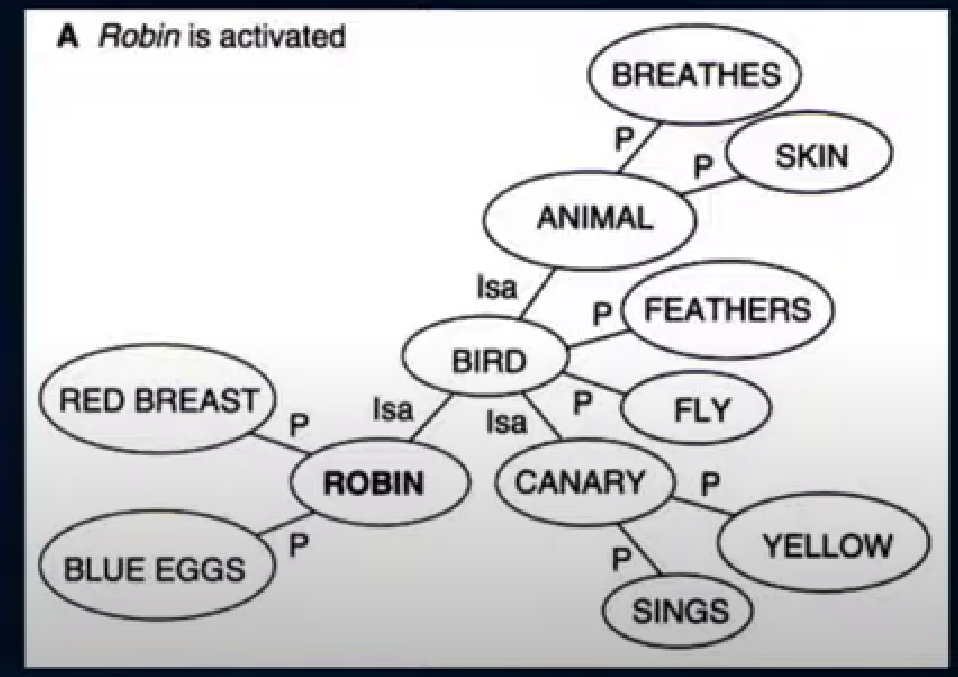 A Robin is activated
BREATHES
P
P
SKIN
ANIMAL
Isa
P
FEATHERS
BIRD
RED BREAST
P
Isa
Isa
P
FLY
ROBIN
CANARY
P
BLUE EGGS
P
P
YELLOW
SINGS